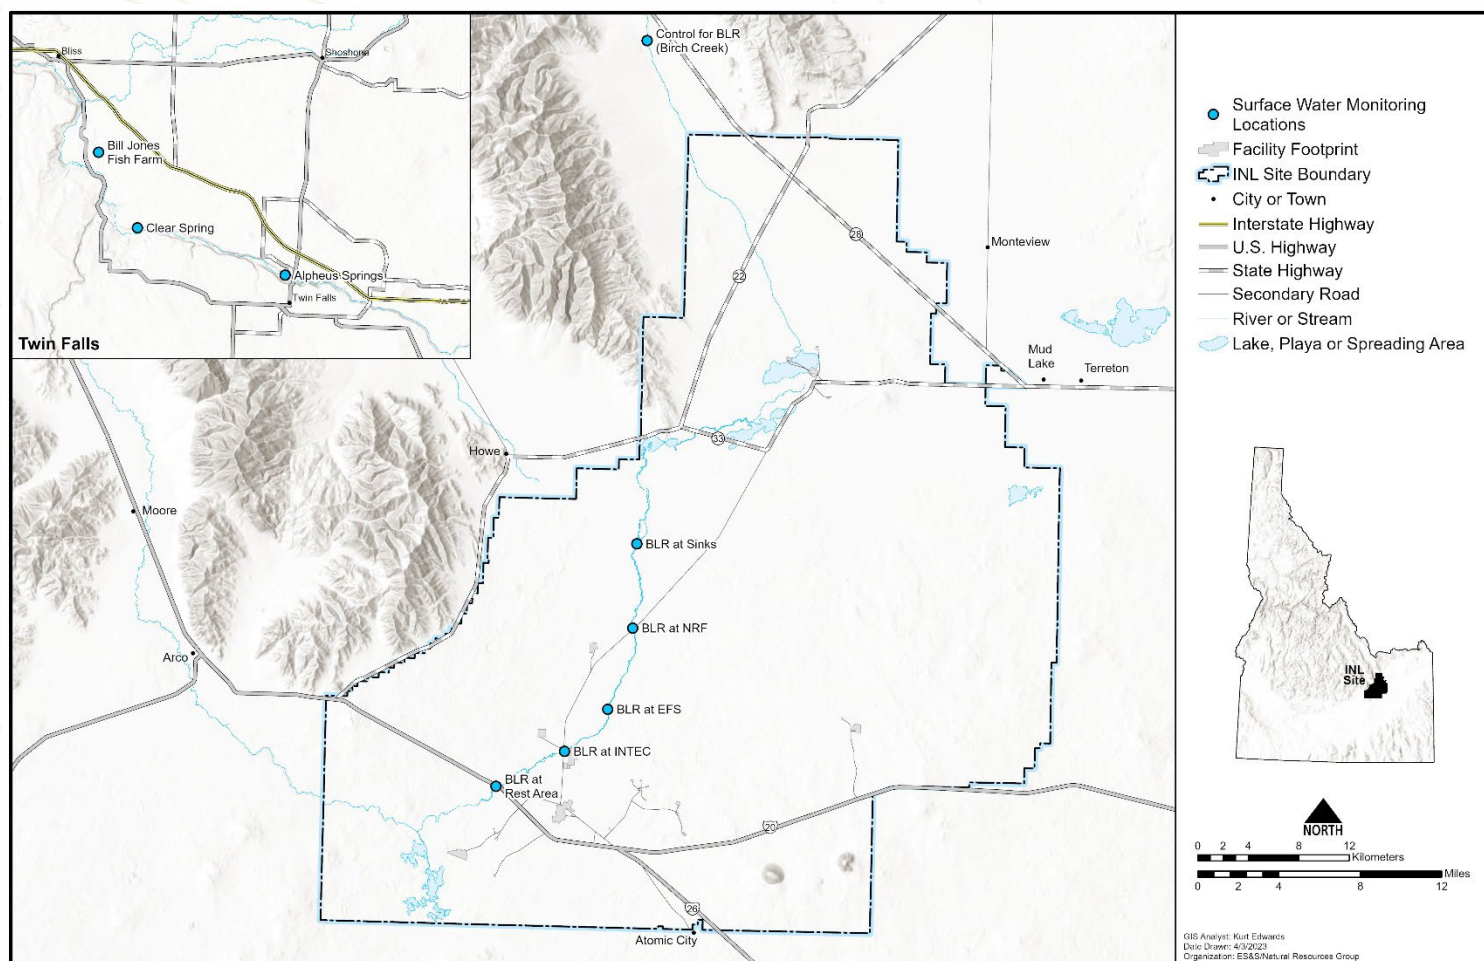 Bliss
Shoshone
Bill Jones
Fish Farm
Clear Spring
Alpheus Springs
Twin Falls
Twin Falls
Control for BLR
(Birch Creek)
28
22
Monteview
Mud
Lake
Terreton
33
Howe
Moore
BLR at Sinks
BLR at NRF
Arco
BLR at EFS
BLR at INTEC
BLR at
Rest Area
20
26
Atomic City
Surface Water Monitoring
Locations
Facility Footprint
INL Site Boundary
City or Town
Interstate Highway
U.S. Highway
State Highway
Secondary Road
River or Stream
Lake, Playa or Spreading Area
INL
Site
NORTH
0 2 4 8 12
Kilometers
Miles
0 2 4 8 12
GIS Analyst: Kurt Edwards
Date Drawn: 4/3/2023
Organization: ES&S/Natural Resources Group